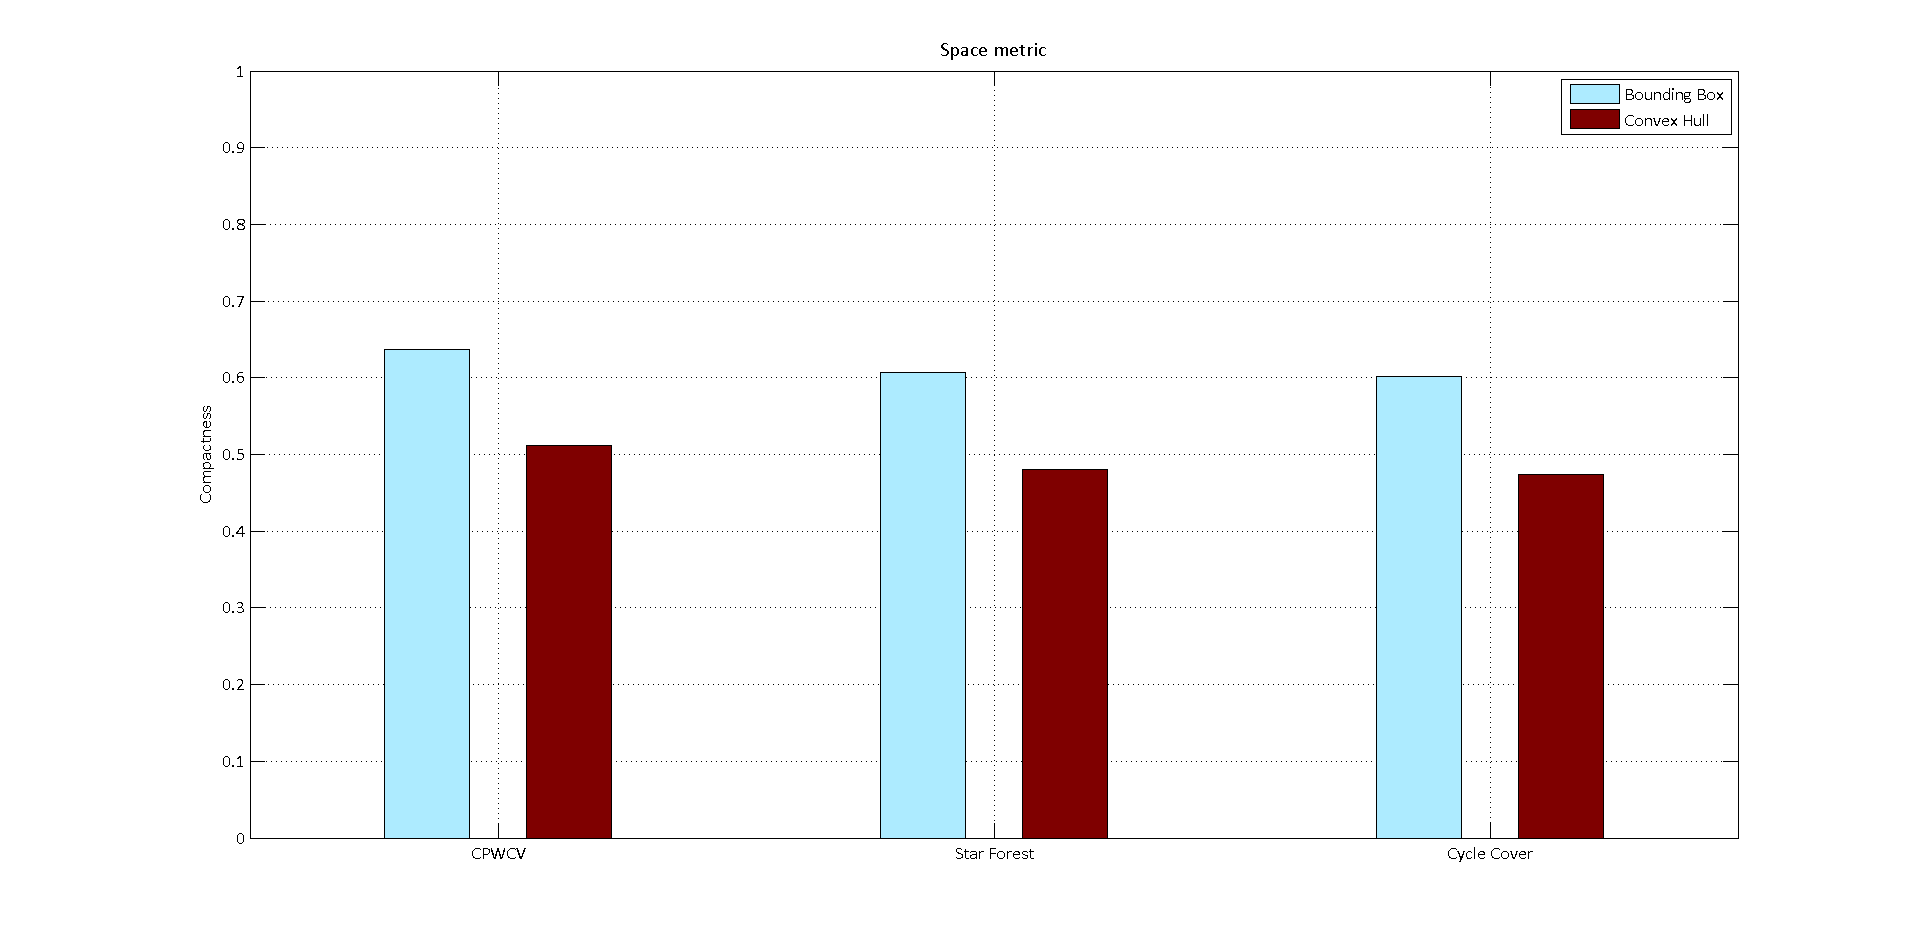 Space metric
1
0.9
0.8
0.7
0.6
0.5
0.4
0.3
0.2
0.1
0
Compactness
Bounding Box
Convex Hull
CPWCV
Star Forest
Cycle Cover